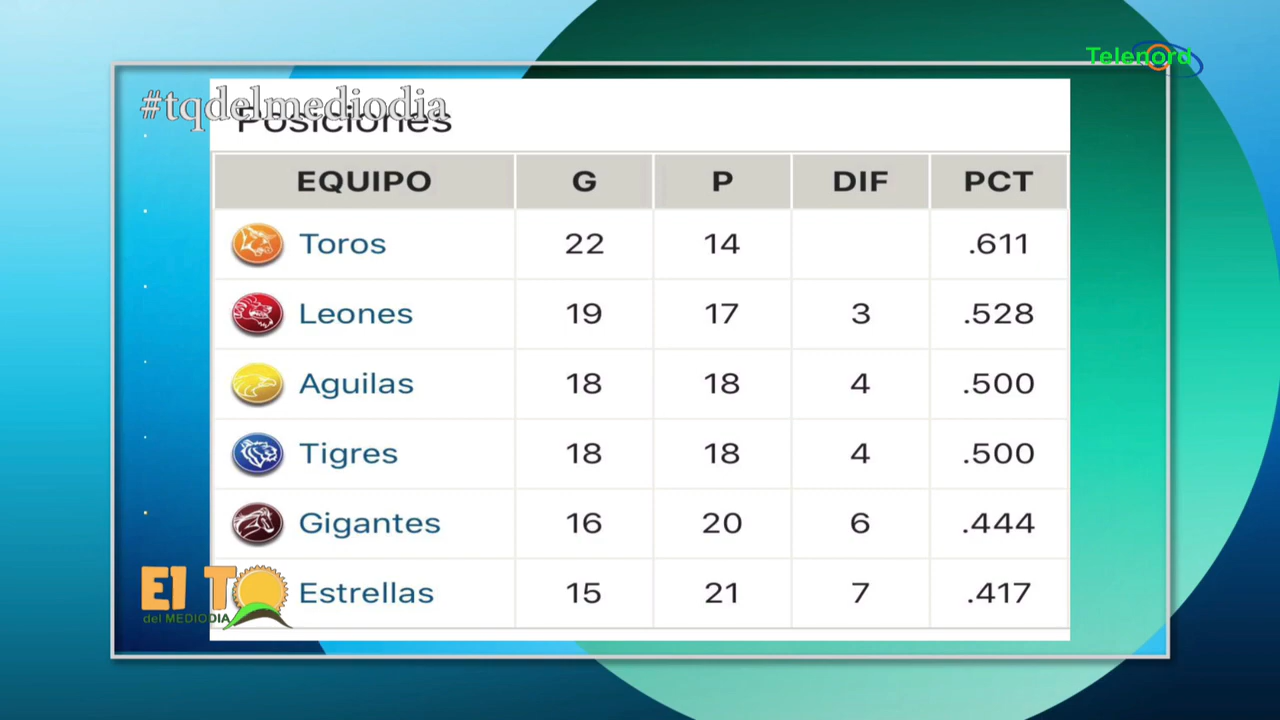 Telenord
#tqdelmediodia
Posiciones
EQUIPO G P DIF PCT
Toros 22 14 .611
Leones 19 17 3 .528
Aguilas 18 18 4 .500
Tigres 18 18 4 .500
Gigantes 16 20 6 .444
Estrellas 15 21 7 .417
El T
del MEDIODIA